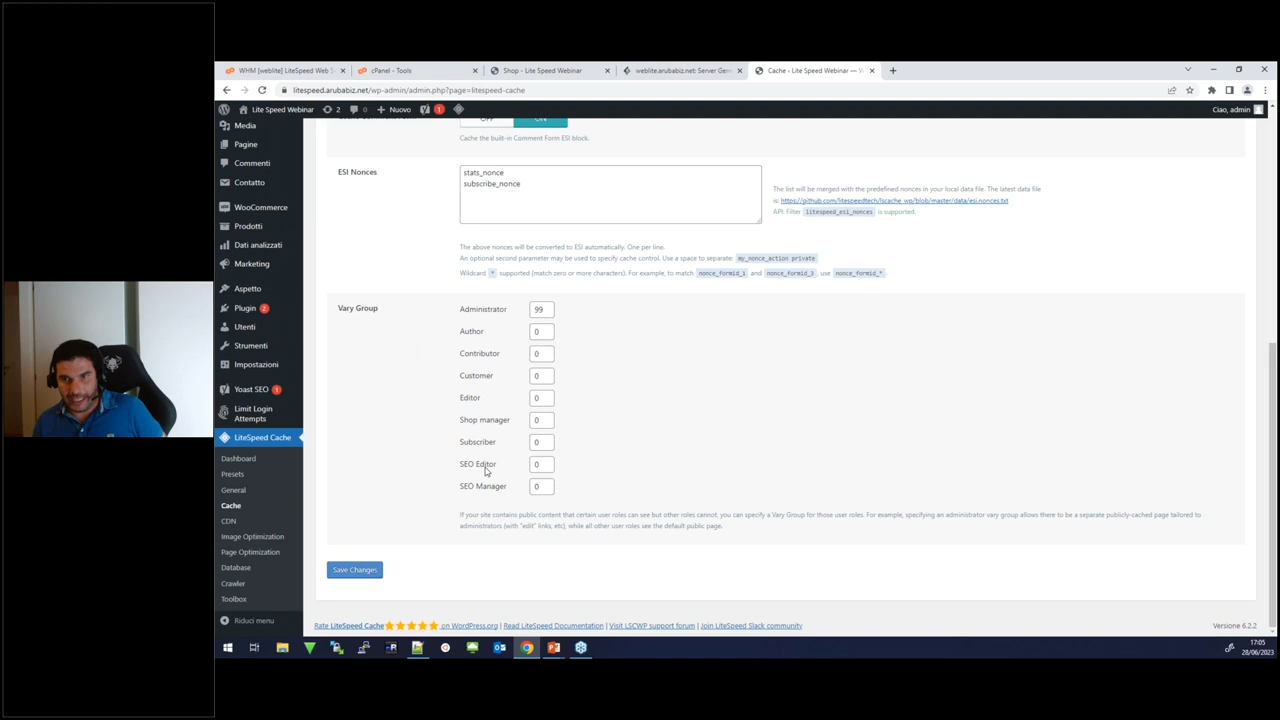 WHM [weblite] LiteSpeed Web S
cPanel - Tools
Shop - Lite Speed Webinar
weblite.arubabiz.net: Server Gen
Cache ‹ Lite Speed Webinar — W
litespeed.arubabiz.net/wp-admin/admin.php?page=litespeed-cache
Lite Speed Webinar
2
0
Nuovo
1
Ciao, admin
Media
Pagine
Commenti
Contatto
WooCommerce
Prodotti
Dati analizzati
Marketing
Aspetto
Plugin 2
Utenti
Strumenti
Impostazioni
Yoast SEO 1
Limit Login
Attempts
LiteSpeed Cache
Dashboard
Presets
General
Cache
CDN
Image Optimization
Page Optimization
Database
Crawler
Toolbox
Riduci menu
OFF
ON
Cache the built-in Comment Form ESI block.
ESI Nonces
stats_nonce
subscribe_nonce
The list will be merged with the predefined nonces in your local data file. The latest data file
is: https://github.com/litespeedtech/lscache_wp/blob/master/data/esi.nonces.txt
API: Filter litespeed_esi_nonces is supported.
The above nonces will be converted to ESI automatically. One per line.
An optional second parameter may be used to specify cache control. Use a space to separate: my_nonce_action private
Wildcard * supported (match zero or more characters). For example, to match nonce_formid_1 and nonce_formid_3, use nonce_formid_*.
Vary Group
Administrator 99
Author 0
Contributor 0
Customer 0
Editor 0
Shop manager 0
Subscriber 0
SEO Editor 0
SEO Manager 0
If your site contains public content that certain user roles can see but other roles cannot, you can specify a Vary Group for those user roles. For example, specifying an administrator vary group allows there to be a separate publicly-cached page tailored to
administrators (with "edit" links, etc), while all other user roles see the default public page.
Save Changes
Rate LiteSpeed Cache on WordPress.org | Read LiteSpeed Documentation | Visit LSCWP support forum | Join LiteSpeed Slack community
Versione 6.2.2
17:05
28/06/2023